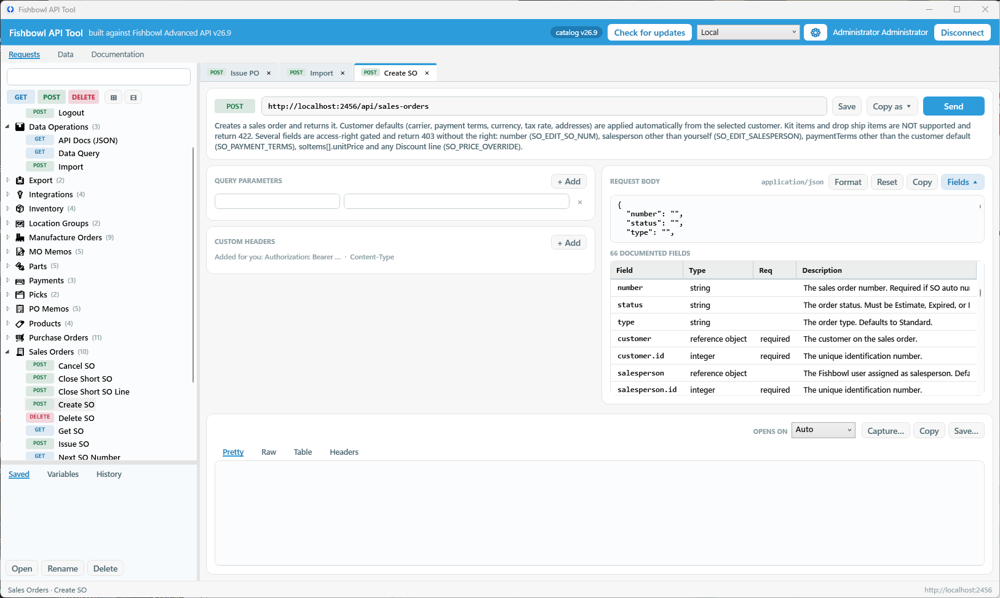 Fishbowl API Tool
Fishbowl API Tool built against Fishbowl Advanced API v26.9
catalog v26.9 Check for updates Local Administrator Administrator Disconnect
Requests Data Documentation
GET POST DELETE
POST Logout
Data Operations (3)
GET API Docs (JSON)
GET Data Query
POST Import
Export (2)
Integrations (4)
Inventory (4)
Location Groups (2)
Manufacture Orders (9)
MO Memos (5)
Parts (5)
Payments (3)
Picks (2)
PO Memos (5)
Products (4)
Purchase Orders (11)
Sales Orders (10)
POST Cancel SO
POST Close Short SO
POST Close Short SO Line
POST Create SO
DELETE Delete SO
GET Get SO
POST Issue SO
GET Next SO Number
Saved Variables History
Open Rename Delete
POST Issue PO × POST Import × POST Create SO ×
POST http://localhost:2456/api/sales-orders Save Copy as Send
Creates a sales order and returns it. Customer defaults (carrier, payment terms, currency, tax rate, addresses) are applied automatically from the selected customer. Kit items and drop ship items are NOT supported and
return 422. Several fields are access-right gated and return 403 without the right: number (SO_EDIT_SO_NUM), salesperson other than yourself (SO_EDIT_SALESPERSON), paymentTerms other than the customer default
(SO_PAYMENT_TERMS), soItems[].unitPrice and any Discount line (SO_PRICE_OVERRIDE).
QUERY PARAMETERS + Add
×
CUSTOM HEADERS + Add
Added for you: Authorization: Bearer ... · Content-Type
REQUEST BODY application/json Format Reset Copy Fields
{
"number": "",
"status": "",
"type": "",
66 DOCUMENTED FIELDS
Field Type Req Description
number string The sales order number. Required if SO auto nu
status string The order status. Must be Estimate, Expired, or
type string The order type. Defaults to Standard.
customer reference object required The customer on the sales order.
customer.id integer required The unique identification number.
salesperson reference object The Fishbowl user assigned as salesperson. Defa
salesperson.id integer required The unique identification number.
OPENS ON Auto Capture... Copy Save...
Pretty Raw Table Headers
Sales Orders · Create SO
http://localhost:2456